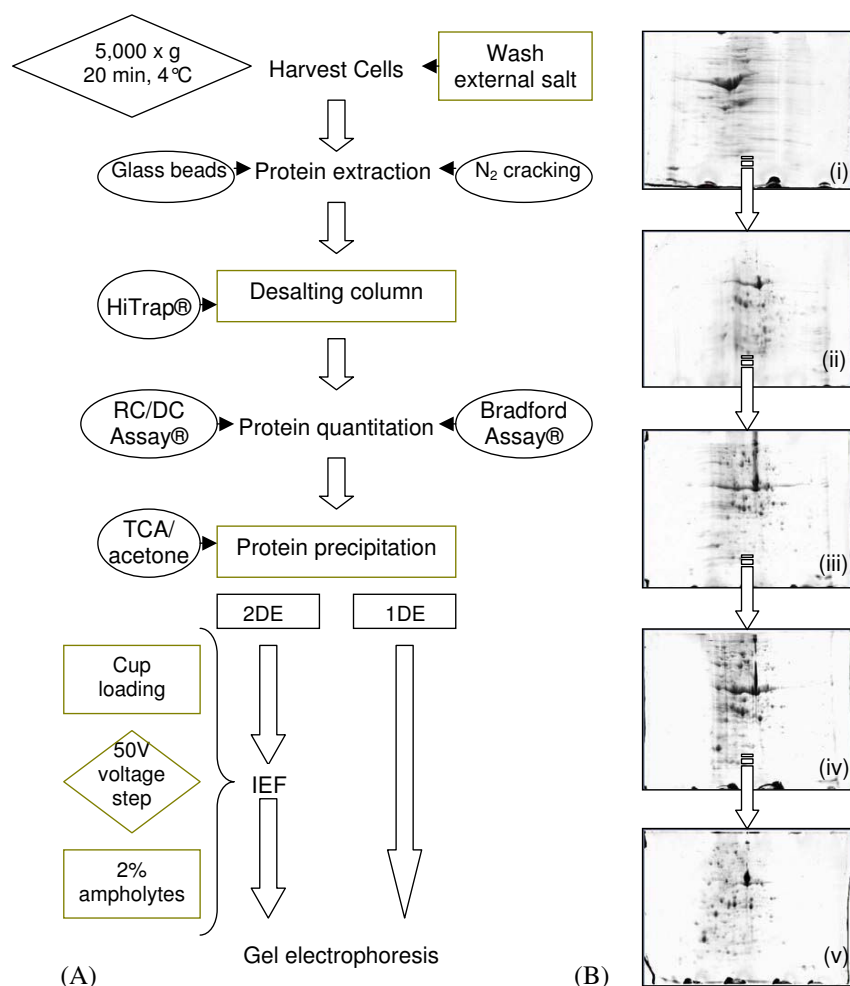 5,000 x g
20 min, 4°C
Harvest Cells
Wash
external salt
Glass beads
Protein extraction
N₂ cracking
HiTrap®
Desalting column
RC/DC
Assay®
Protein quantitation
Bradford
Assay®
TCA/
acetone
Protein precipitation
2DE
1DE
Cup
loading
50V
voltage
step
IEF
2%
ampholytes
Gel electrophoresis
(A)
(i)
(ii)
(iii)
(iv)
(v)
(B)